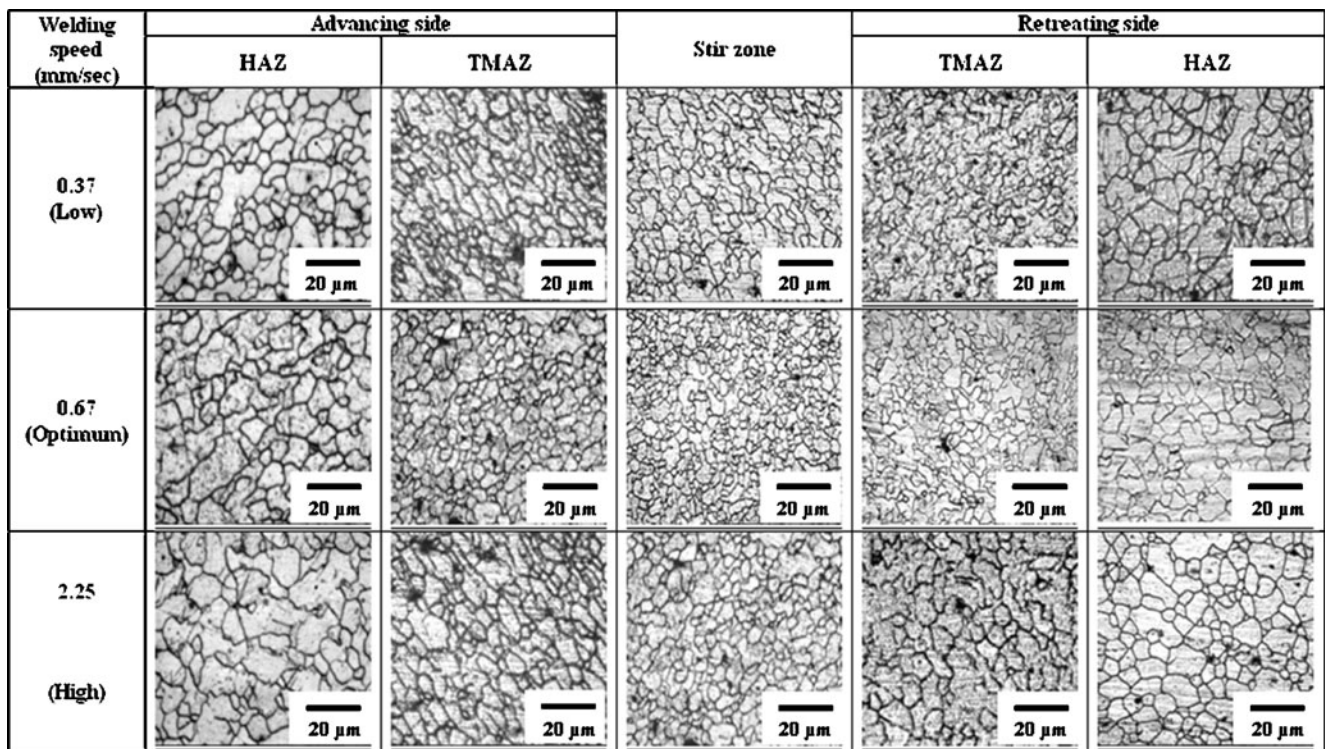 Welding
speed
(mm/sec)
Advancing side
Stir zone
Retreating side
HAZ
TMAZ
TMAZ
HAZ
0.37
(Low)
20 µm
20 µm
20 µm
20 µm
20 µm
0.67
(Optimum)
20 µm
20 µm
20 µm
20 µm
20 µm
2.25
(High)
20 µm
20 µm
20 µm
20 µm
20 µm